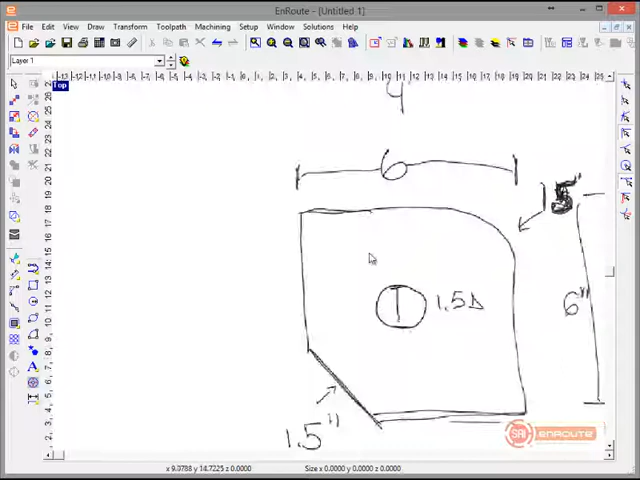 EnRoute - [Untitled 1]
File Edit View Draw Transform Toolpath Machining Setup Window Solutions Help
Layer 1
Top
4
6
1.5"
1.5Δ
6"
1.5"
SAi ENROUTE
x 9.0788 y 14.7225 z 0.0000 Size x 0.0000 y 0.0000 z 0.0000